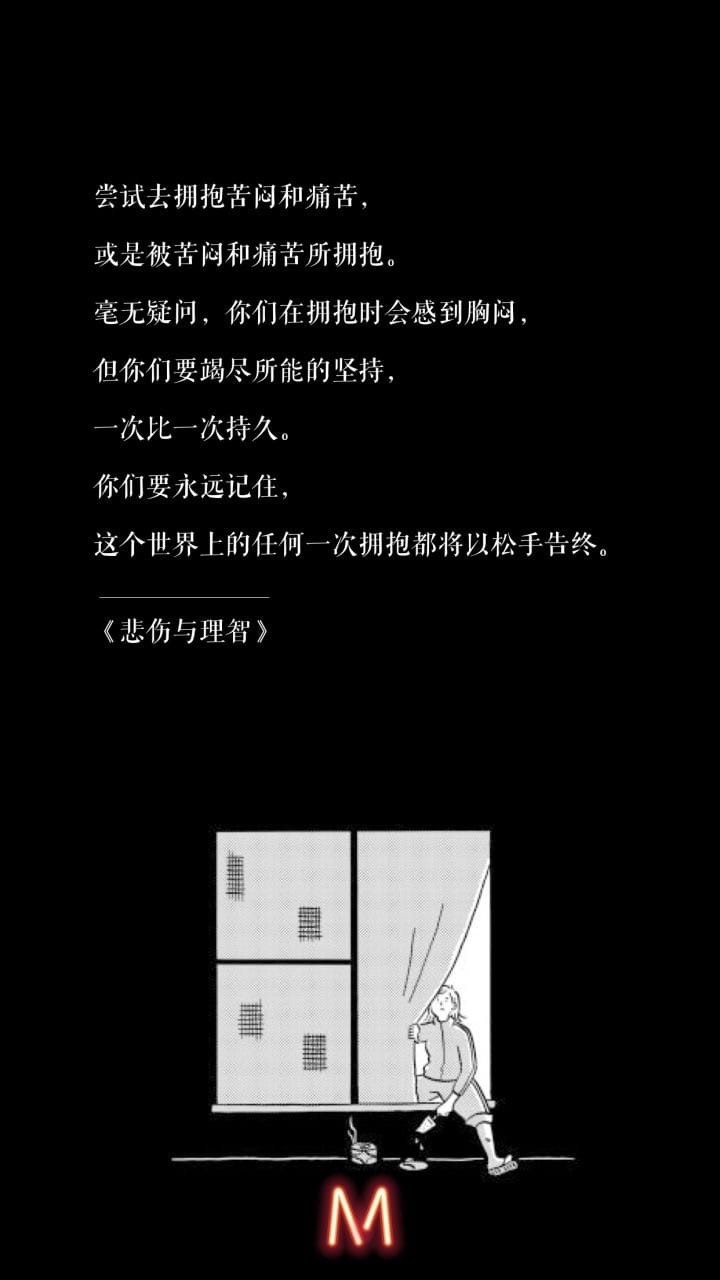 尝试去拥抱苦闷和痛苦，
或是被苦闷和痛苦所拥抱。
毫无疑问，你们在拥抱时会感到胸闷，
但你们要竭尽所能的坚持，
一次比一次持久。
你们要永远记住，
这个世界上的任何一次拥抱都将以松手告终。
《悲伤与理智》
M